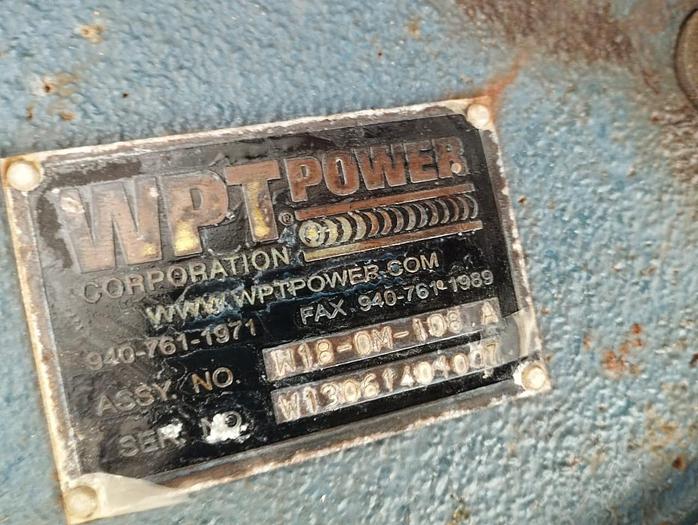 WPT® POWER
CORPORATION
WWW.WPTPOWER.COM
940-761-1971 FAX 940-761-1989
ASSY. NO. W18-OM-108.A
SER. NO.